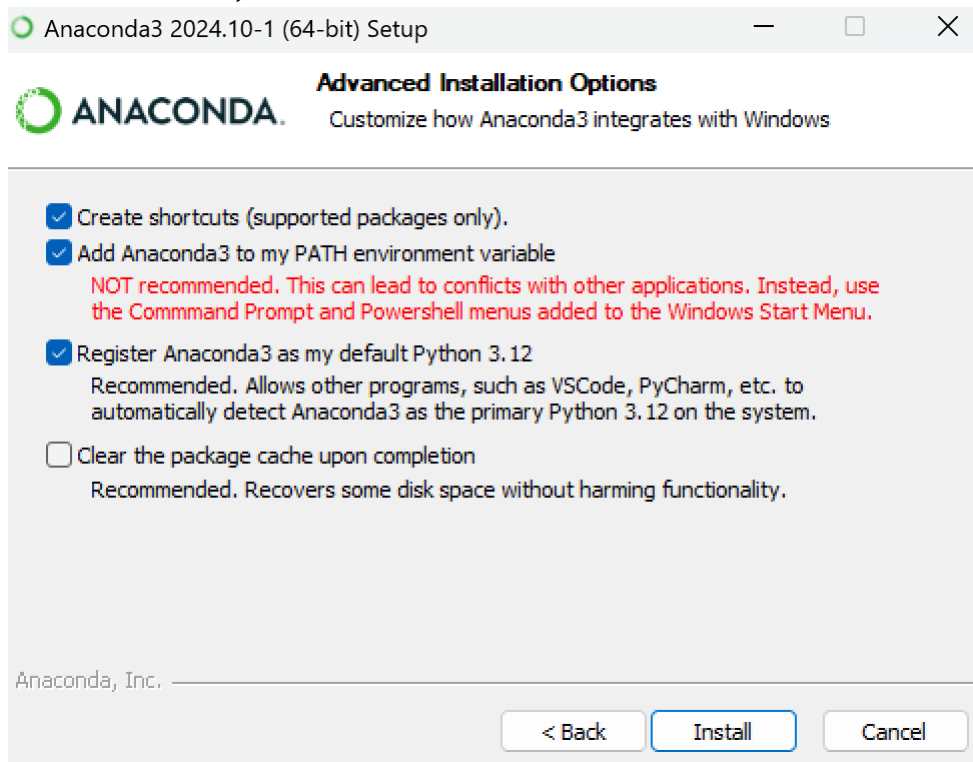 Anaconda3 2024.10-1 (64-bit) Setup
ANACONDA.
Advanced Installation Options
Customize how Anaconda3 integrates with Windows
Create shortcuts (supported packages only).
Add Anaconda3 to my PATH environment variable
NOT recommended. This can lead to conflicts with other applications. Instead, use
the Commmand Prompt and Powershell menus added to the Windows Start Menu.
Register Anaconda3 as my default Python 3.12
Recommended. Allows other programs, such as VSCode, PyCharm, etc. to
automatically detect Anaconda3 as the primary Python 3.12 on the system.
Clear the package cache upon completion
Recommended. Recovers some disk space without harming functionality.
Anaconda, Inc.
< Back
Install
Cancel